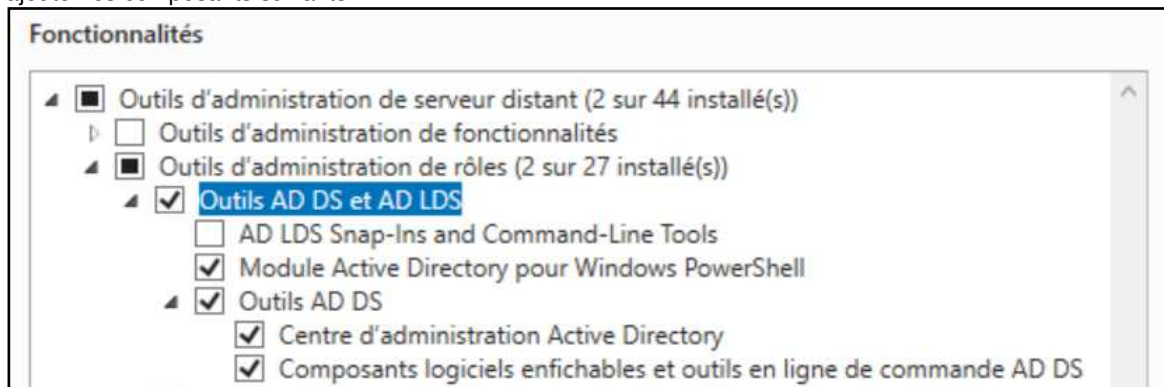 Fonctionnalités
Outils d'administration de serveur distant (2 sur 44 installé(s))
Outils d'administration de fonctionnalités
Outils d'administration de rôles (2 sur 27 installé(s))
Outils AD DS et AD LDS
AD LDS Snap-Ins and Command-Line Tools
Module Active Directory pour Windows PowerShell
Outils AD DS
Centre d'administration Active Directory
Composants logiciels enfichables et outils en ligne de commande AD DS